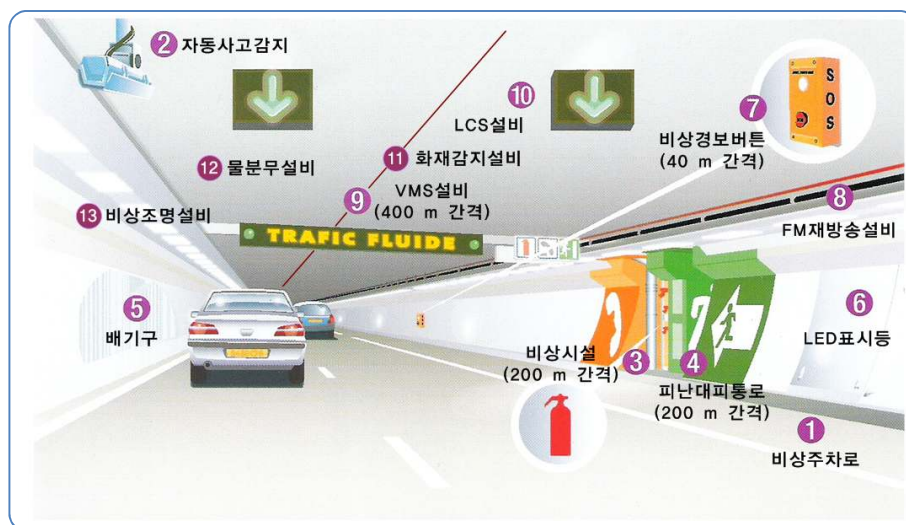 2 자동사고감지
10
LCS설비
7
비상경보버튼
(40 m 간격)
S
O
S
12 물분무설비
11 화재감지설비
9 VMS설비
(400 m 간격)
13 비상조명설비
8
FM재방송설비
TRAFIC FLUIDE
5
배기구
6
LED표시등
비상시설
(200 m 간격)
3
4
피난대피통로
(200 m 간격)
1
비상주차로